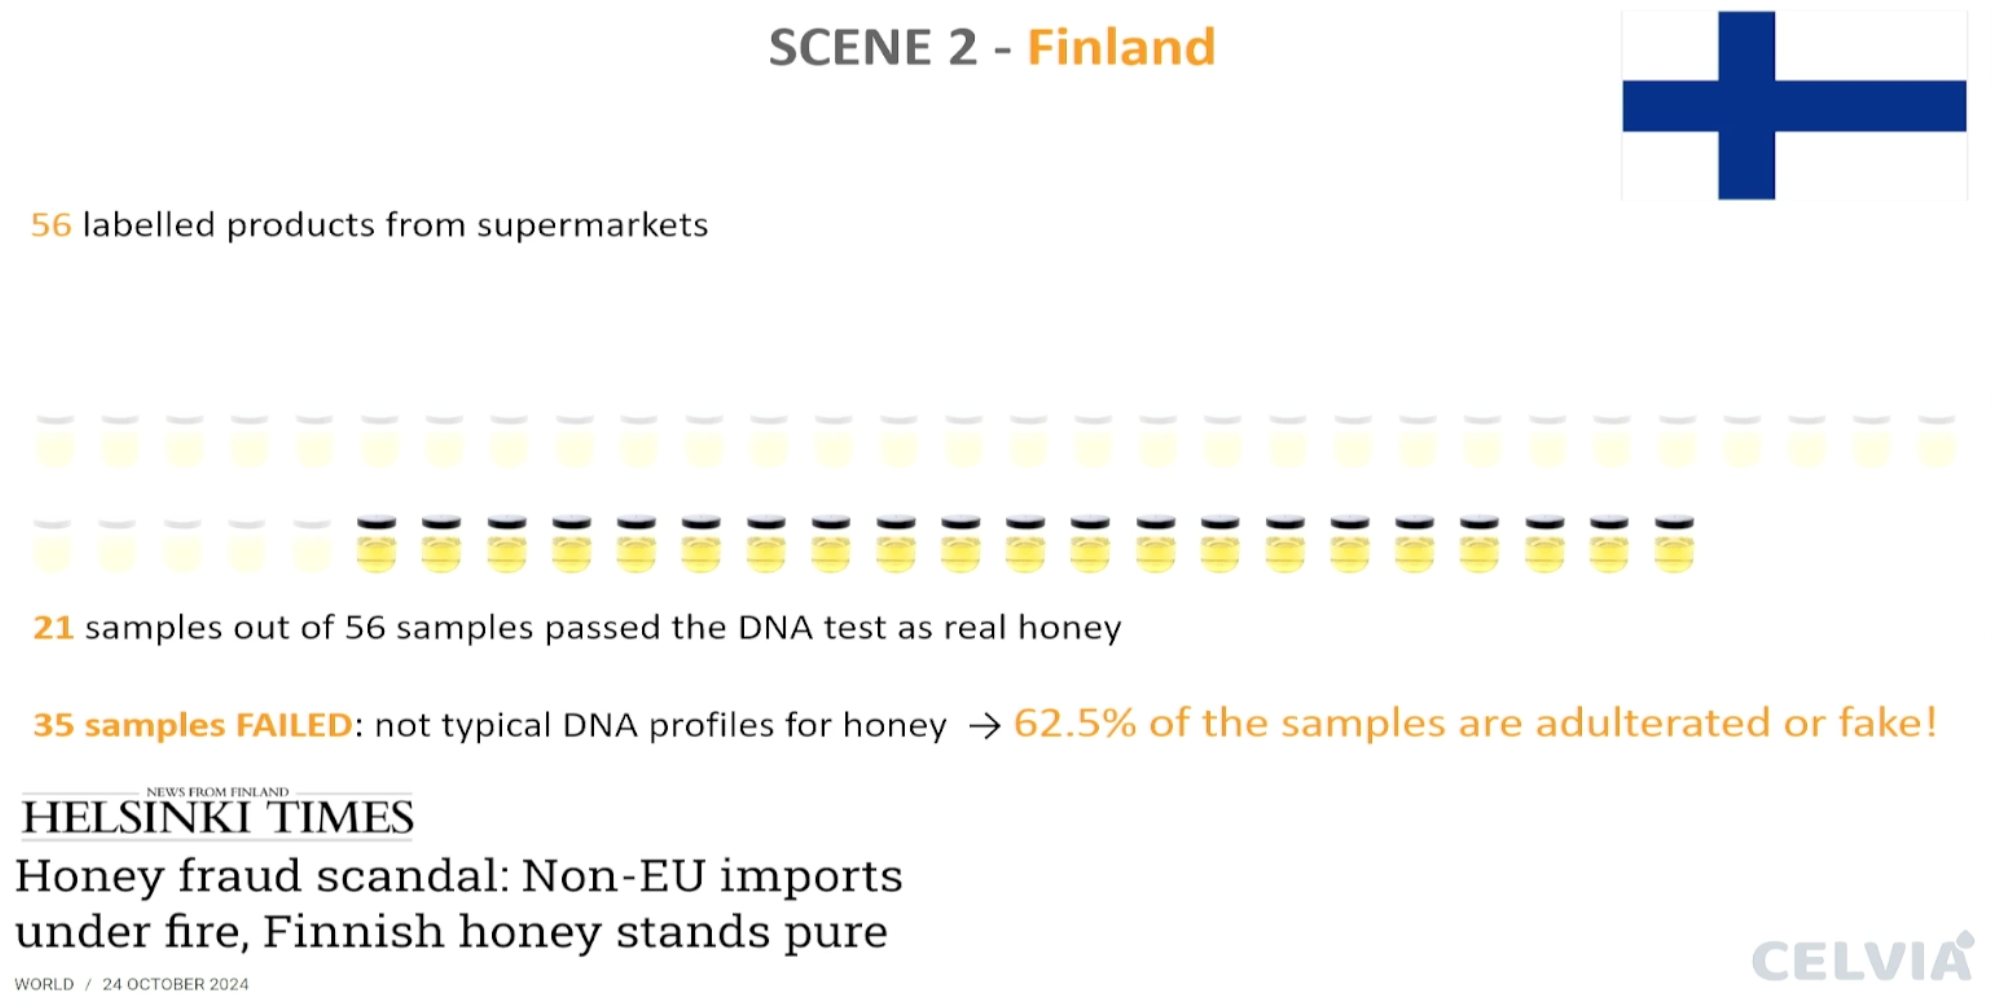 SCENE 2 - Finland
56 labelled products from supermarkets
21 samples out of 56 samples passed the DNA test as real honey
35 samples FAILED: not typical DNA profiles for honey → 62.5% of the samples are adulterated or fake!
NEWS FROM FINLAND
HELSINKI TIMES
Honey fraud scandal: Non-EU imports
under fire, Finnish honey stands pure
WORLD / 24 OCTOBER 2024
CELVIA